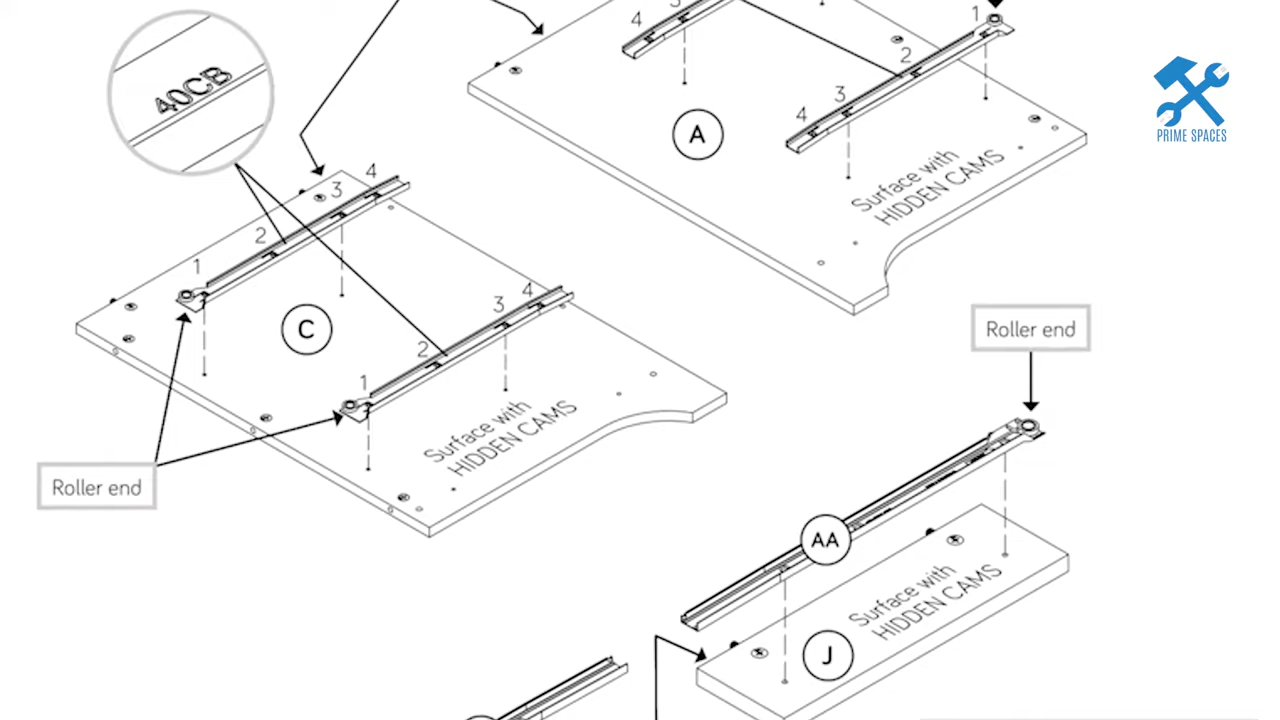 40CB
4
3
1
2
3
4
A
PRIME SPACES
Surface with
HIDDEN CAMS
4
3
2
1
C
4
3
2
1
Surface with
HIDDEN CAMS
Roller end
Roller end
AA
Surface with
HIDDEN CAMS
J